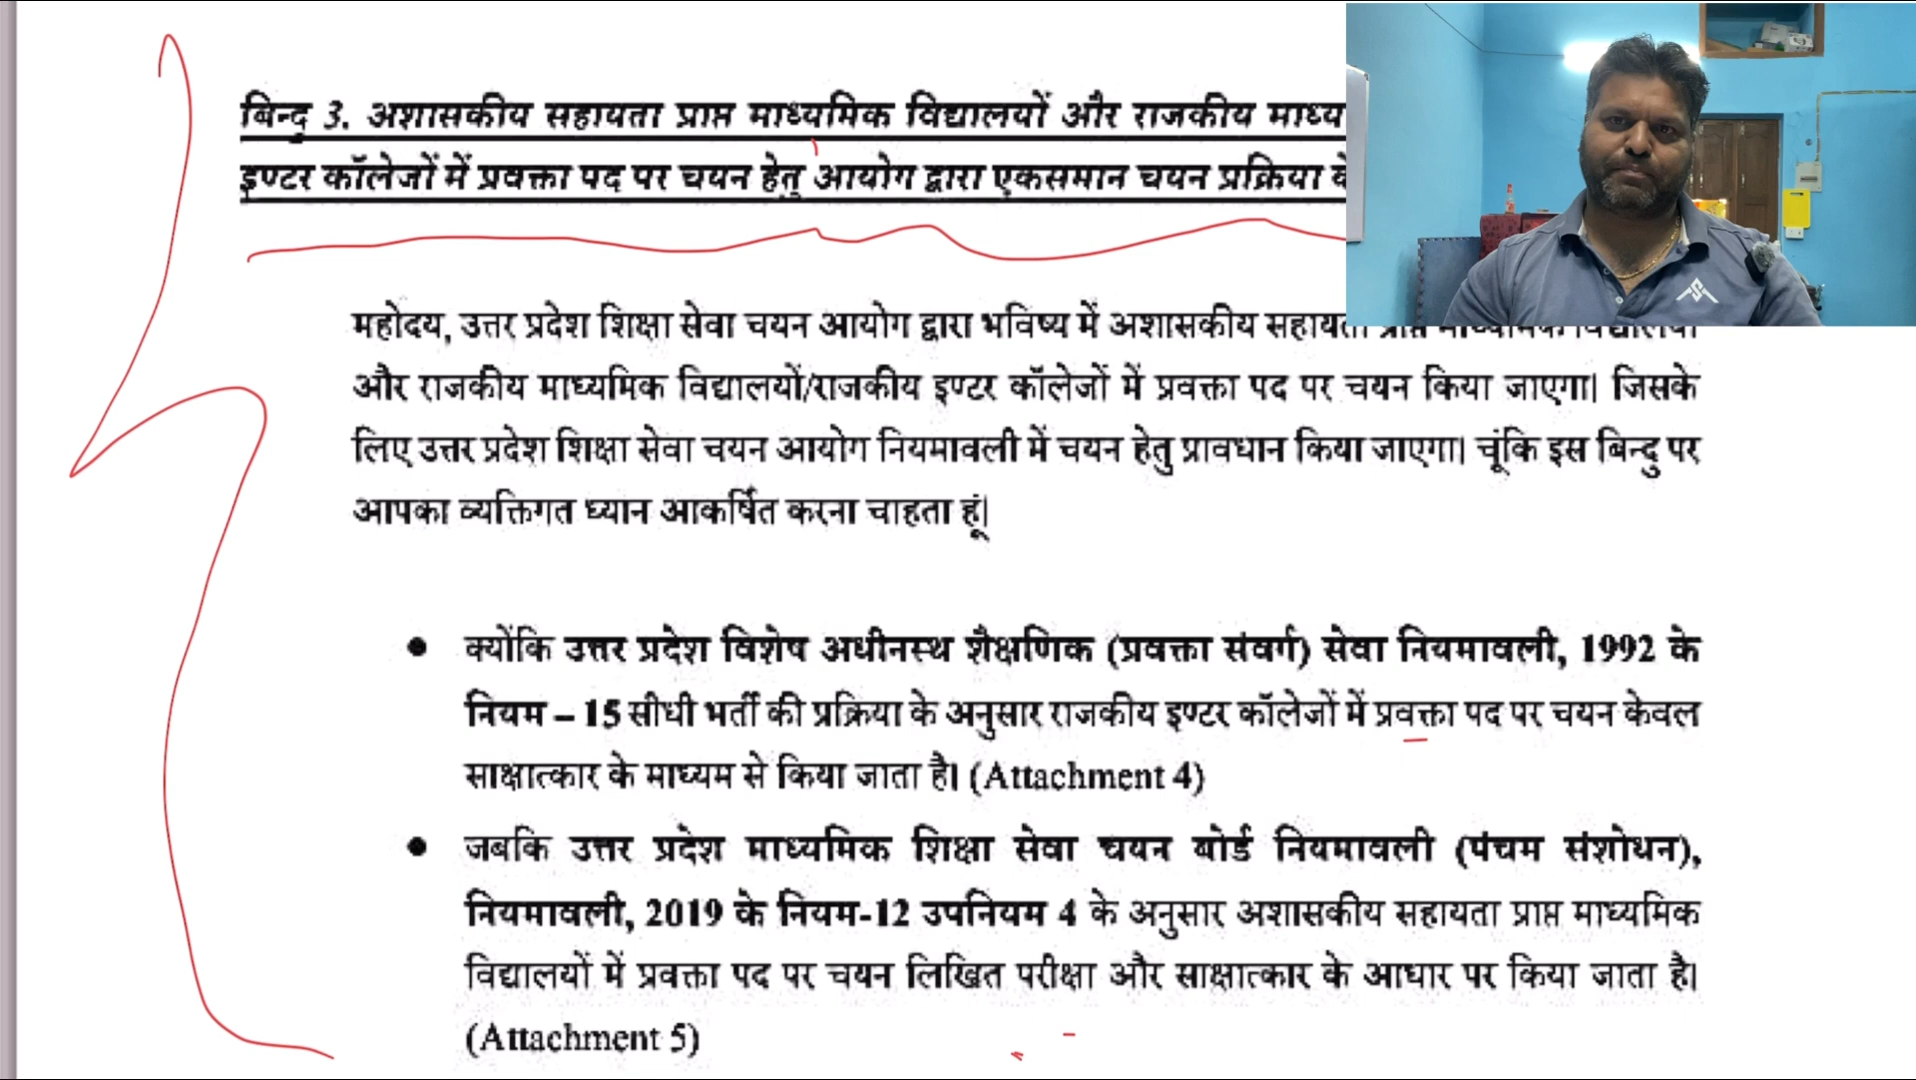 बिन्दु 3. अशासकीय सहायता प्राप्त माध्यमिक विद्यालयों और राजकीय
इण्टर कॉलेजों में प्रवक्ता पद पर चयन हेतु आयोग द्वारा एकसमान चयन प्रक्रिया
महोदय, उत्तर प्रदेश शिक्षा सेवा चयन आयोग द्वारा भविष्य में अशासकीय सहायता प्राप्त माध्यमिक विद्यालयों
और राजकीय माध्यमिक विद्यालयों/राजकीय इण्टर कॉलेजों में प्रवक्ता पद पर चयन किया जाएगा। जिसके
लिए उत्तर प्रदेश शिक्षा सेवा चयन आयोग नियमावली में चयन हेतु प्रावधान किया जाएगा। चूंकि इस बिन्दु पर
आपका व्यक्तिगत ध्यान आकर्षित करना चाहता हूं।
● क्योंकि उत्तर प्रदेश विशेष अधीनस्थ शैक्षणिक (प्रवक्ता संवर्ग) सेवा नियमावली, 1992 के
नियम – 15 सीधी भर्ती की प्रक्रिया के अनुसार राजकीय इण्टर कॉलेजों में प्रवक्ता पद पर चयन केवल
साक्षात्कार के माध्यम से किया जाता है। (Attachment 4)
● जबकि उत्तर प्रदेश माध्यमिक शिक्षा सेवा चयन बोर्ड नियमावली (पंचम संशोधन),
नियमावली, 2019 के नियम-12 उपनियम 4 के अनुसार अशासकीय सहायता प्राप्त माध्यमिक
विद्यालयों में प्रवक्ता पद पर चयन लिखित परीक्षा और साक्षात्कार के आधार पर किया जाता है।
(Attachment 5)